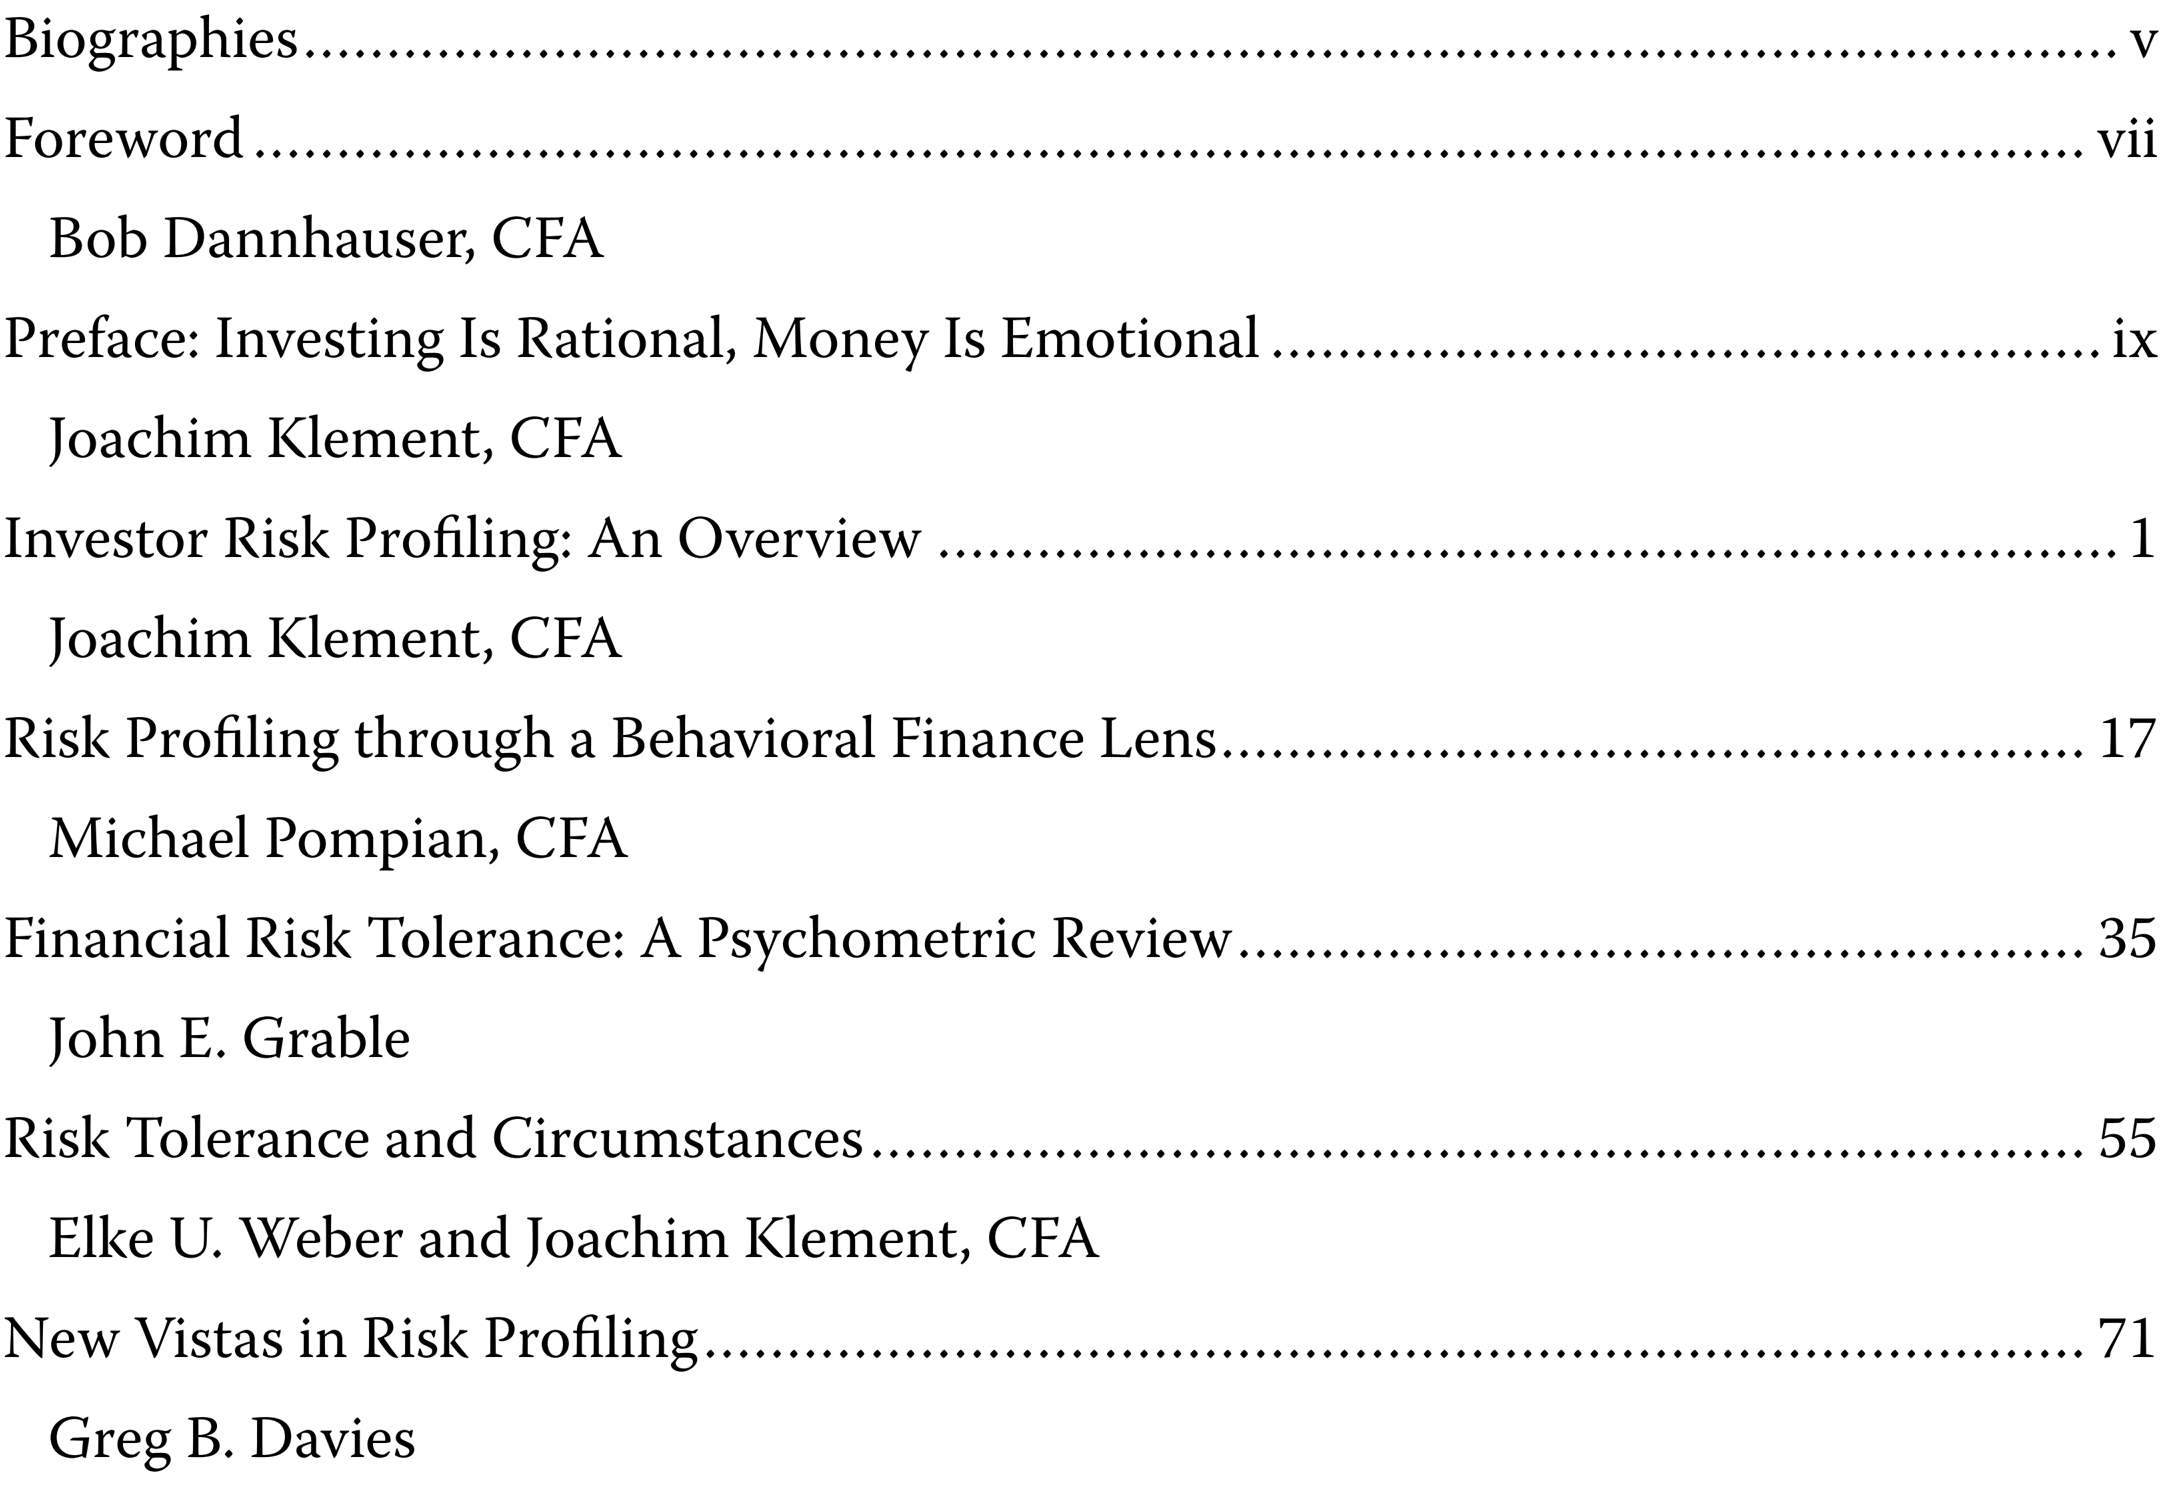 Biographies.................................................................................................................. v
Foreword.................................................................................................................. vii
Bob Dannhauser, CFA
Preface: Investing Is Rational, Money Is Emotional.................................................. ix
Joachim Klement, CFA
Investor Risk Profiling: An Overview........................................................................ 1
Joachim Klement, CFA
Risk Profiling through a Behavioral Finance Lens.................................................... 17
Michael Pompian, CFA
Financial Risk Tolerance: A Psychometric Review................................................... 35
John E. Grable
Risk Tolerance and Circumstances.......................................................................... 55
Elke U. Weber and Joachim Klement, CFA
New Vistas in Risk Profiling.................................................................................... 71
Greg B. Davies